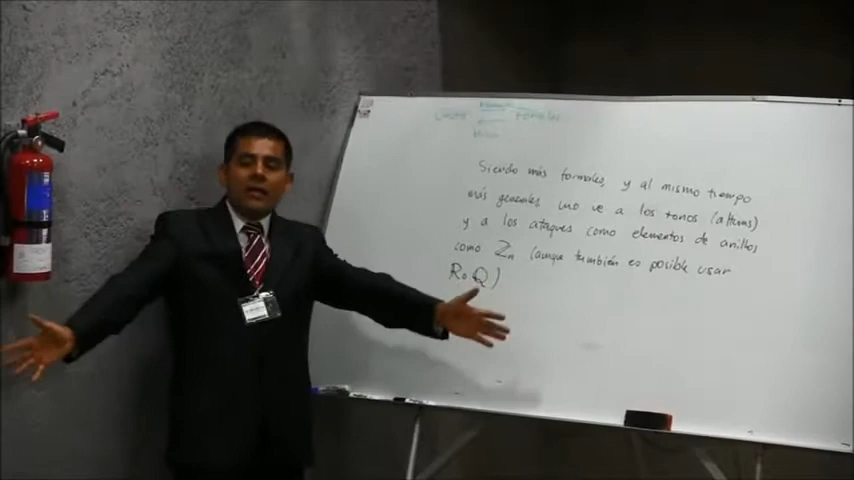 Siendo más formales, y al mismo tiempo
más generales, uno ve a los tonos (alturas)
y a los ataques como elementos de anillos
como ℤn (aunque también es posible usar
ℝ o ℚ)